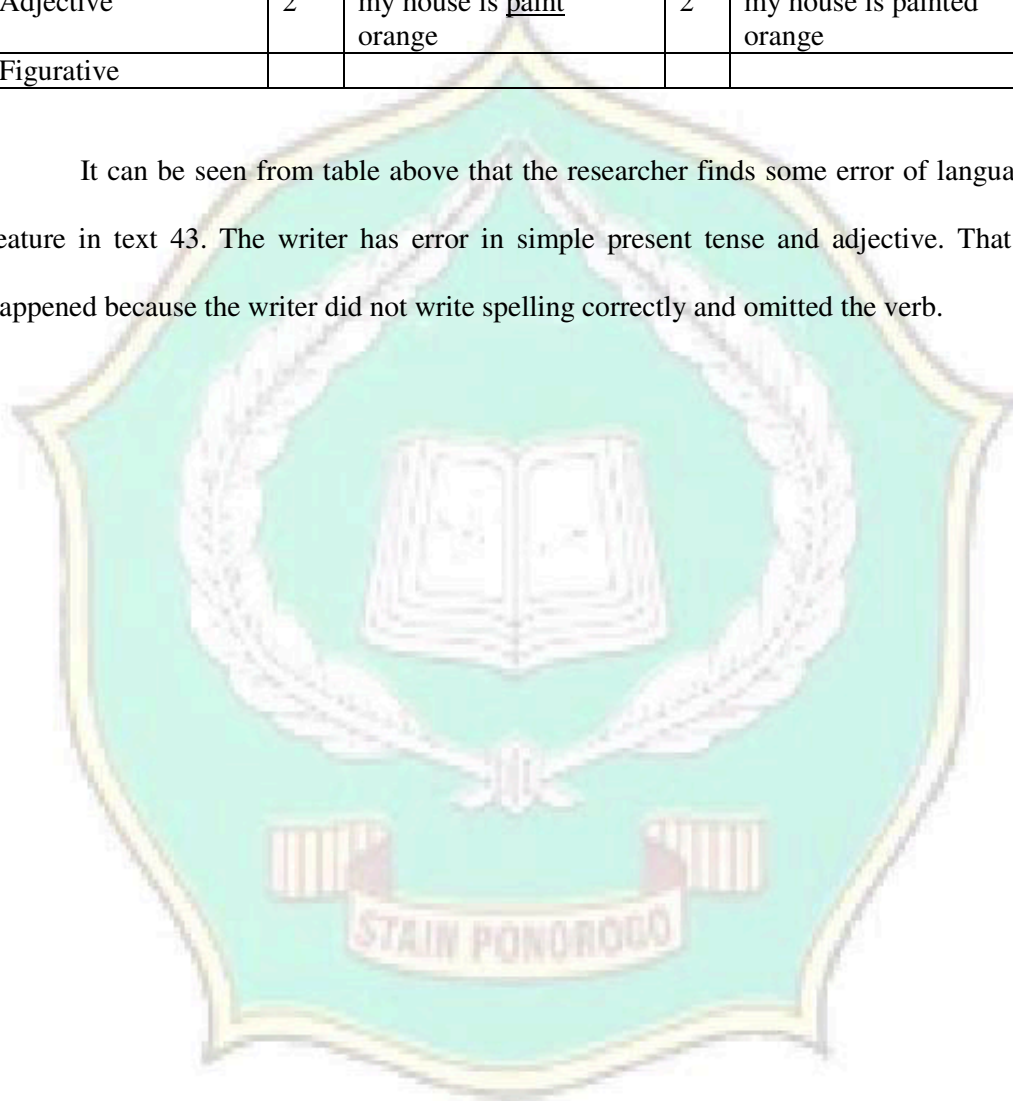 Adjective 2 my house is paint 2 my house is painted
orange orange
Figurative
It can be seen from table above that the researcher finds some error of langua
eature in text 43. The writer has error in simple present tense and adjective. That
appened because the writer did not write spelling correctly and omitted the verb.
STAIN PONOROGO